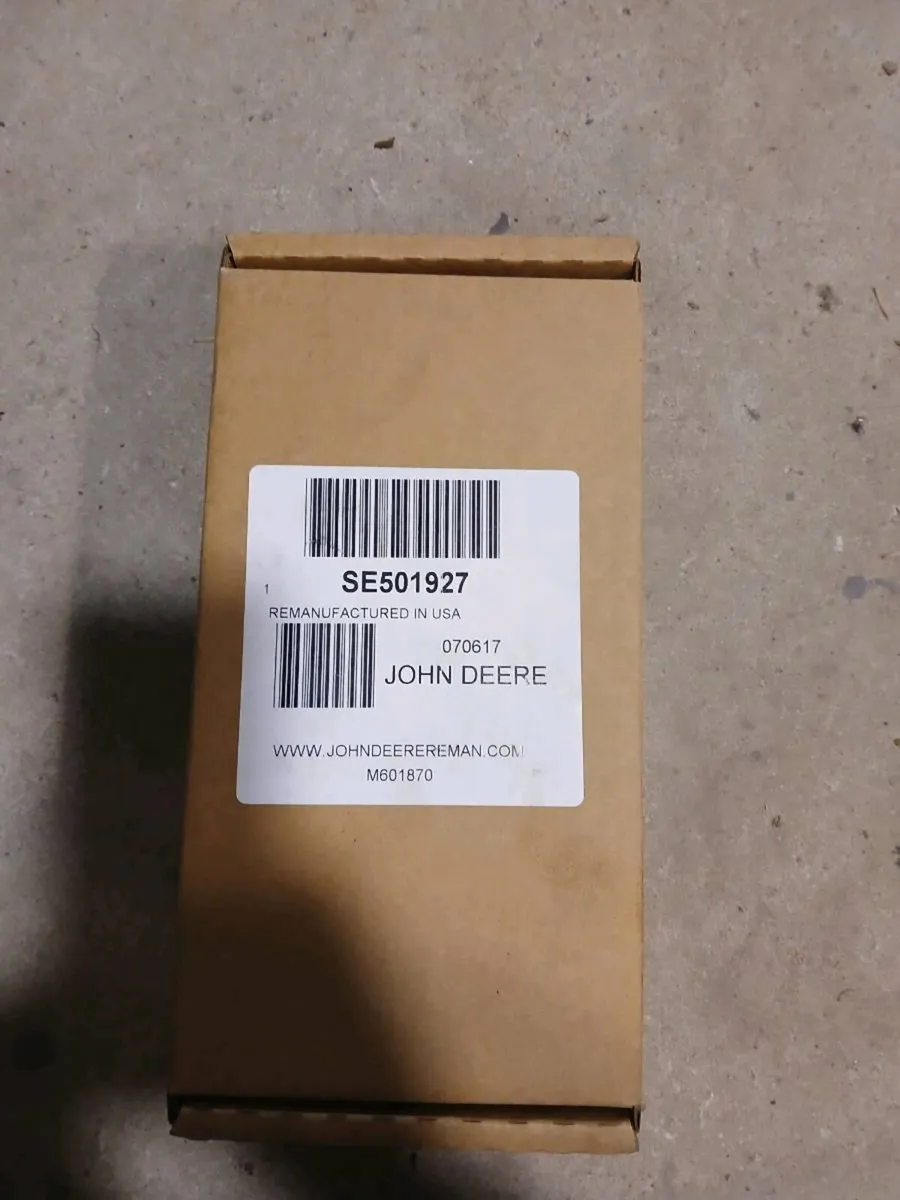 SE501927
1
REMANUFACTURED IN USA
070617
JOHN DEERE
WWW.JOHNDEEREREMAN.COM
M601870